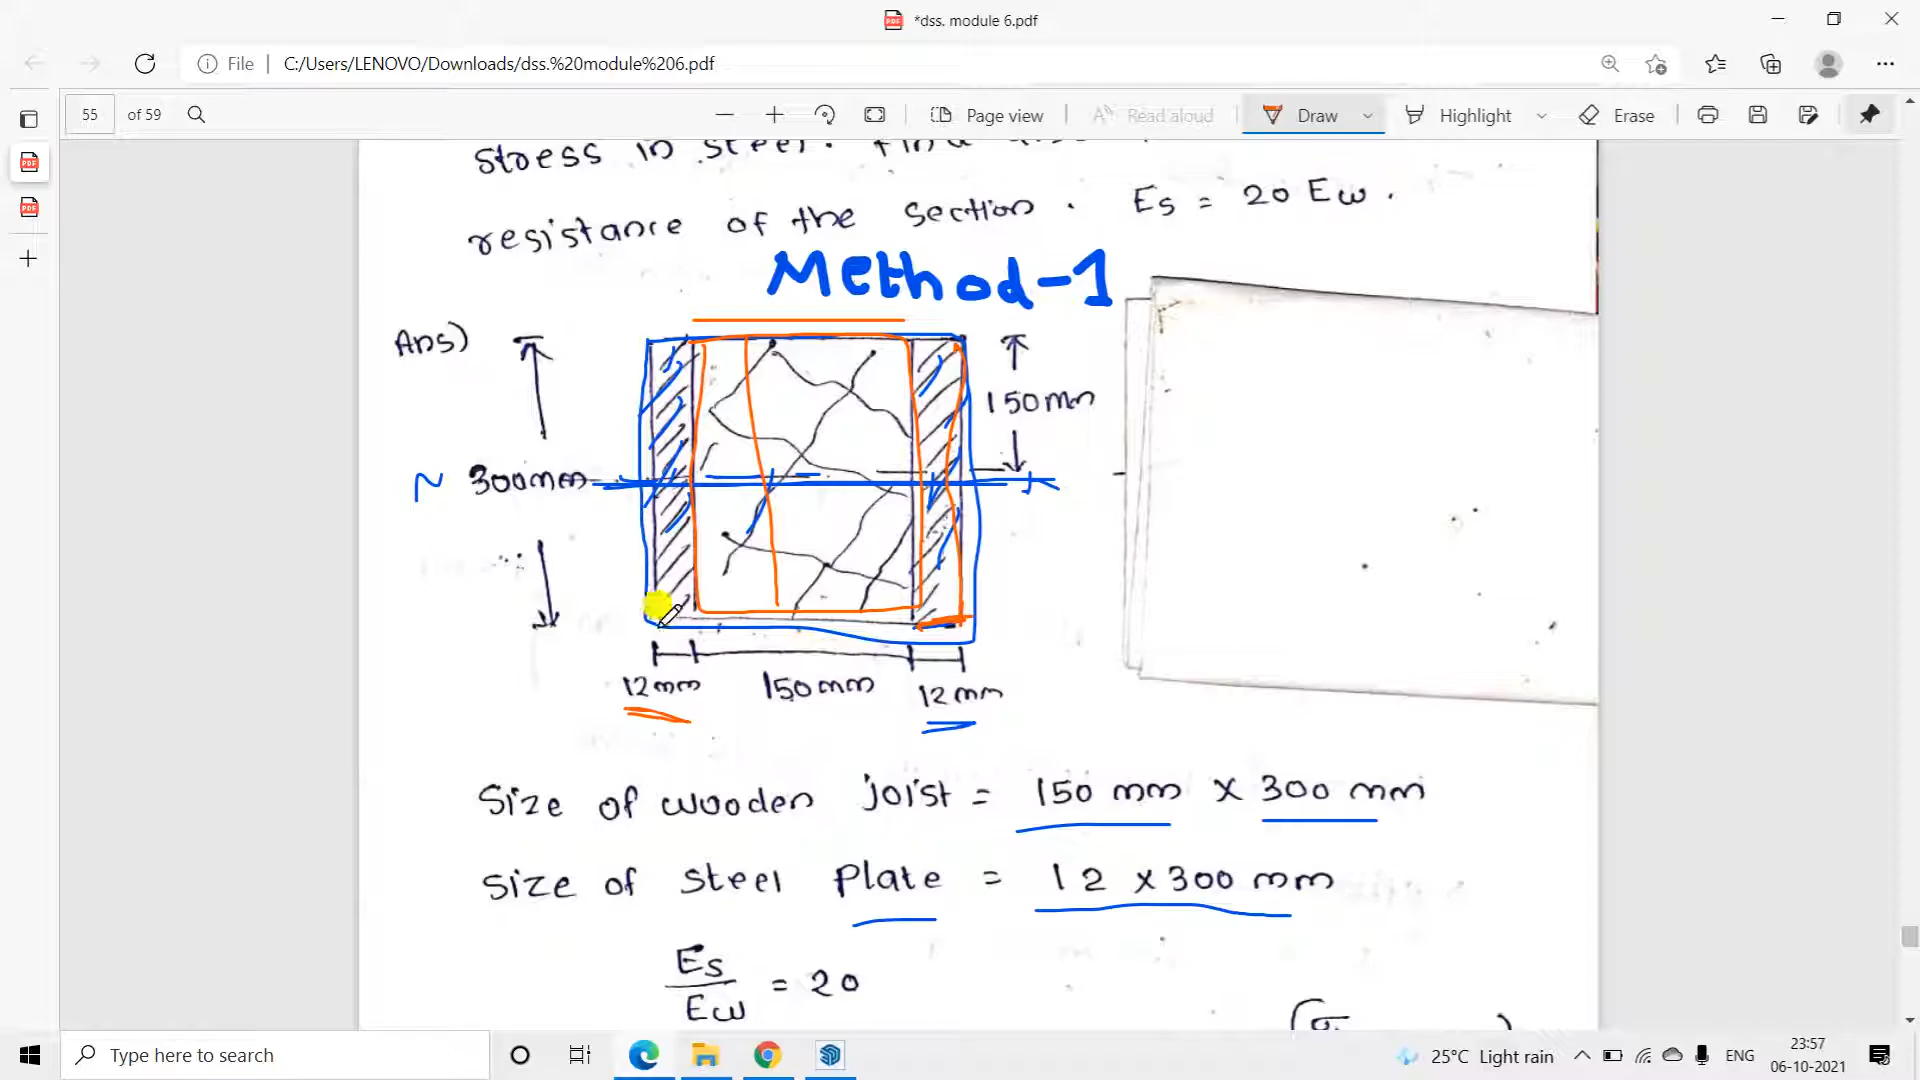 *dss. module 6.pdf
File | C:/Users/LENOVO/Downloads/dss.%20module%206.pdf
55 of 59 Page view Read aloud Draw Highlight Erase
stress in steel.
resistance of the section. Es = 20 Ew.
Method-1
Ans)
150mm
N 300mm
12mm 150mm 12mm
Size of wooden joist = 150 mm x 300 mm
Size of steel plate = 12 x 300 mm
Es
= 20
Ew
Type here to search
25°C Light rain ENG 23:57
06-10-2021